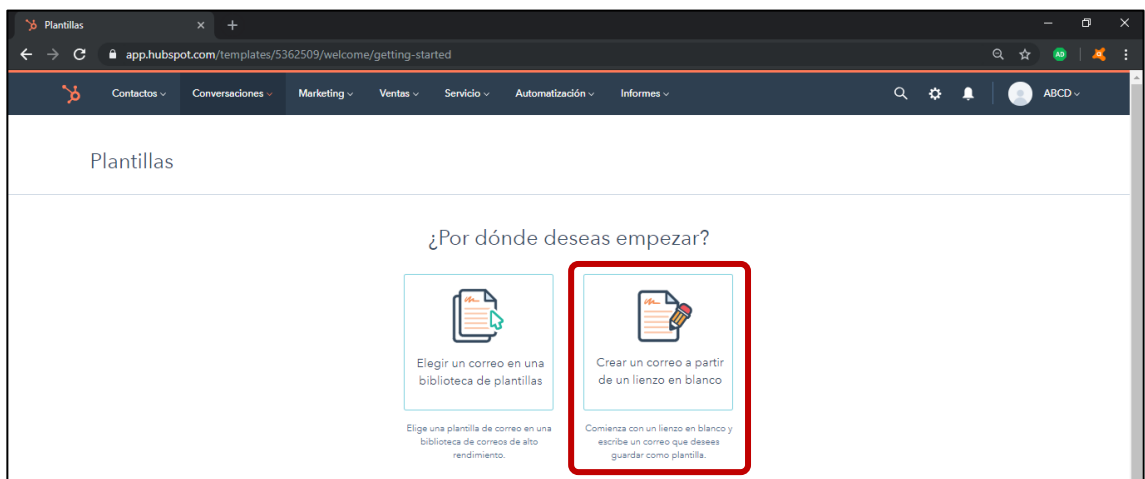 Plantillas
app.hubspot.com/templates/5362509/welcome/getting-started
AD
Contactos Conversaciones Marketing Ventas Servicio Automatización Informes ABCD
Plantillas
¿Por dónde deseas empezar?
Elegir un correo en una
biblioteca de plantillas
Elige una plantilla de correo en una
biblioteca de correos de alto
rendimiento.
Crear un correo a partir
de un lienzo en blanco
Comienza con un lienzo en blanco y
escribe un correo que desees
guardar como plantilla.